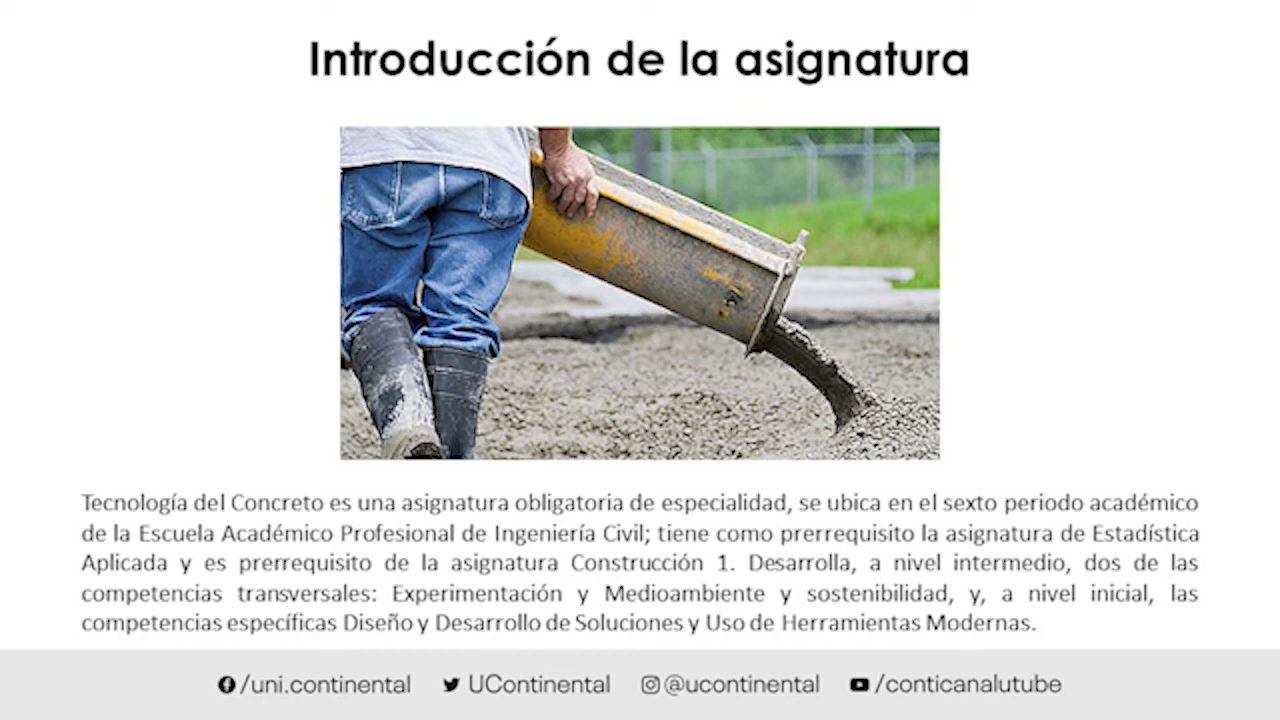 Introducción de la asignatura
Tecnología del Concreto es una asignatura obligatoria de especialidad, se ubica en el sexto periodo académico
de la Escuela Académico Profesional de Ingeniería Civil; tiene como prerrequisito la asignatura de Estadística
Aplicada y es prerrequisito de la asignatura Construcción 1. Desarrolla, a nivel intermedio, dos de las
competencias transversales: Experimentación y Medioambiente y sostenibilidad, y, a nivel inicial, las
competencias específicas Diseño y Desarrollo de Soluciones y Uso de Herramientas Modernas.
/uni.continental UContinental @ucontinental /conticanalutube